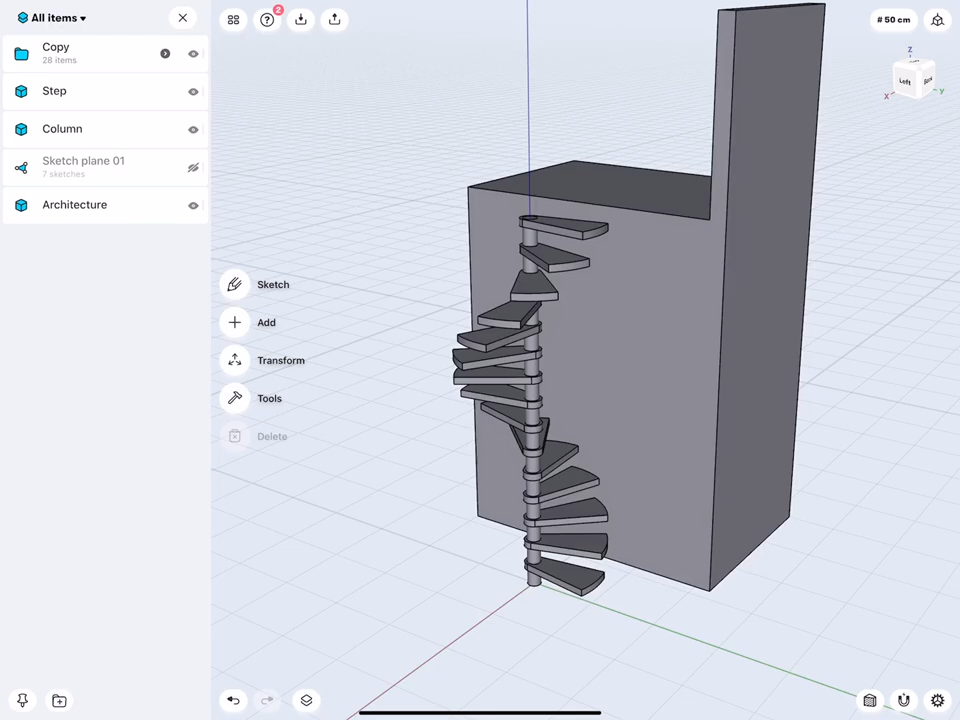 All items
Copy
28 items
Step
Column
Sketch plane 01
7 sketches
Architecture
2
# 50 cm
Z
Left
Back
X
y
Sketch
Add
Transform
Tools
Delete